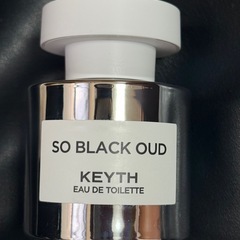 SO BLACK OUD
KEYTH
EAU DE TOILETTE